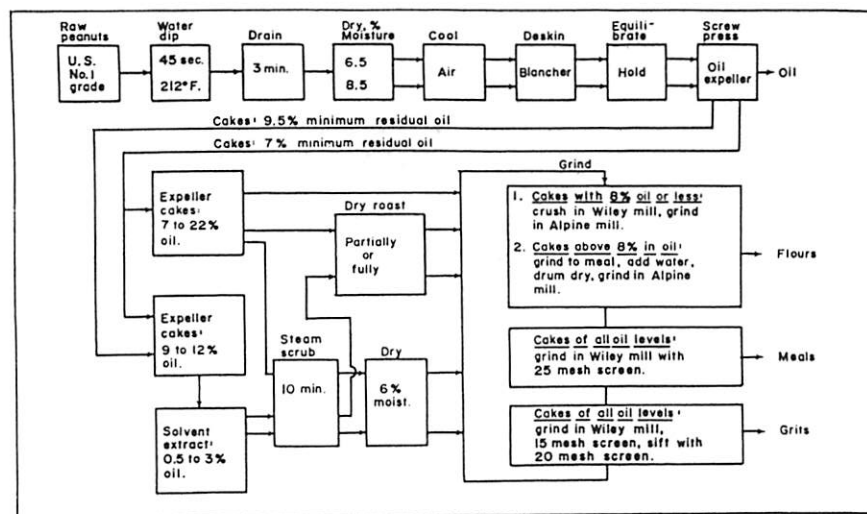 Raw
peanuts
U. S.
No. 1
grade
Water
dip
45 sec.
212°F.
Drain
3 min.
Dry, %
Moisture
6.5
8.5
Cool
Air
Deskin
Blancher
Equili-
brate
Hold
Screw
press
Oil
expeller
Oil
Cakes: 9.5% minimum residual oil
Cakes: 7% minimum residual oil
Expeller
cakes:
7 to 22%
oil.
Dry roast
Partially
or
fully
Expeller
cakes:
9 to 12%
oil.
Steam
scrub
10 min.
Dry
6%
moist.
Solvent
extract:
0.5 to 3%
oil.
Grind
1. Cakes with 8% oil or less:
crush in Wiley mill, grind
in Alpine mill.
2. Cakes above 8% in oil:
grind to meal, add water,
drum dry, grind in Alpine
mill.
Flours
Cakes of all oil levels:
grind in Wiley mill with
25 mesh screen.
Meals
Cakes of all oil levels:
grind in Wiley mill,
15 mesh screen, sift with
20 mesh screen.
Grits